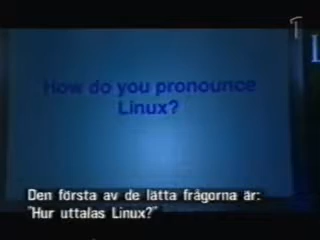 How do you pronounce
Linux?
Den första av de lätta frågorna är:
"Hur uttalas Linux?"